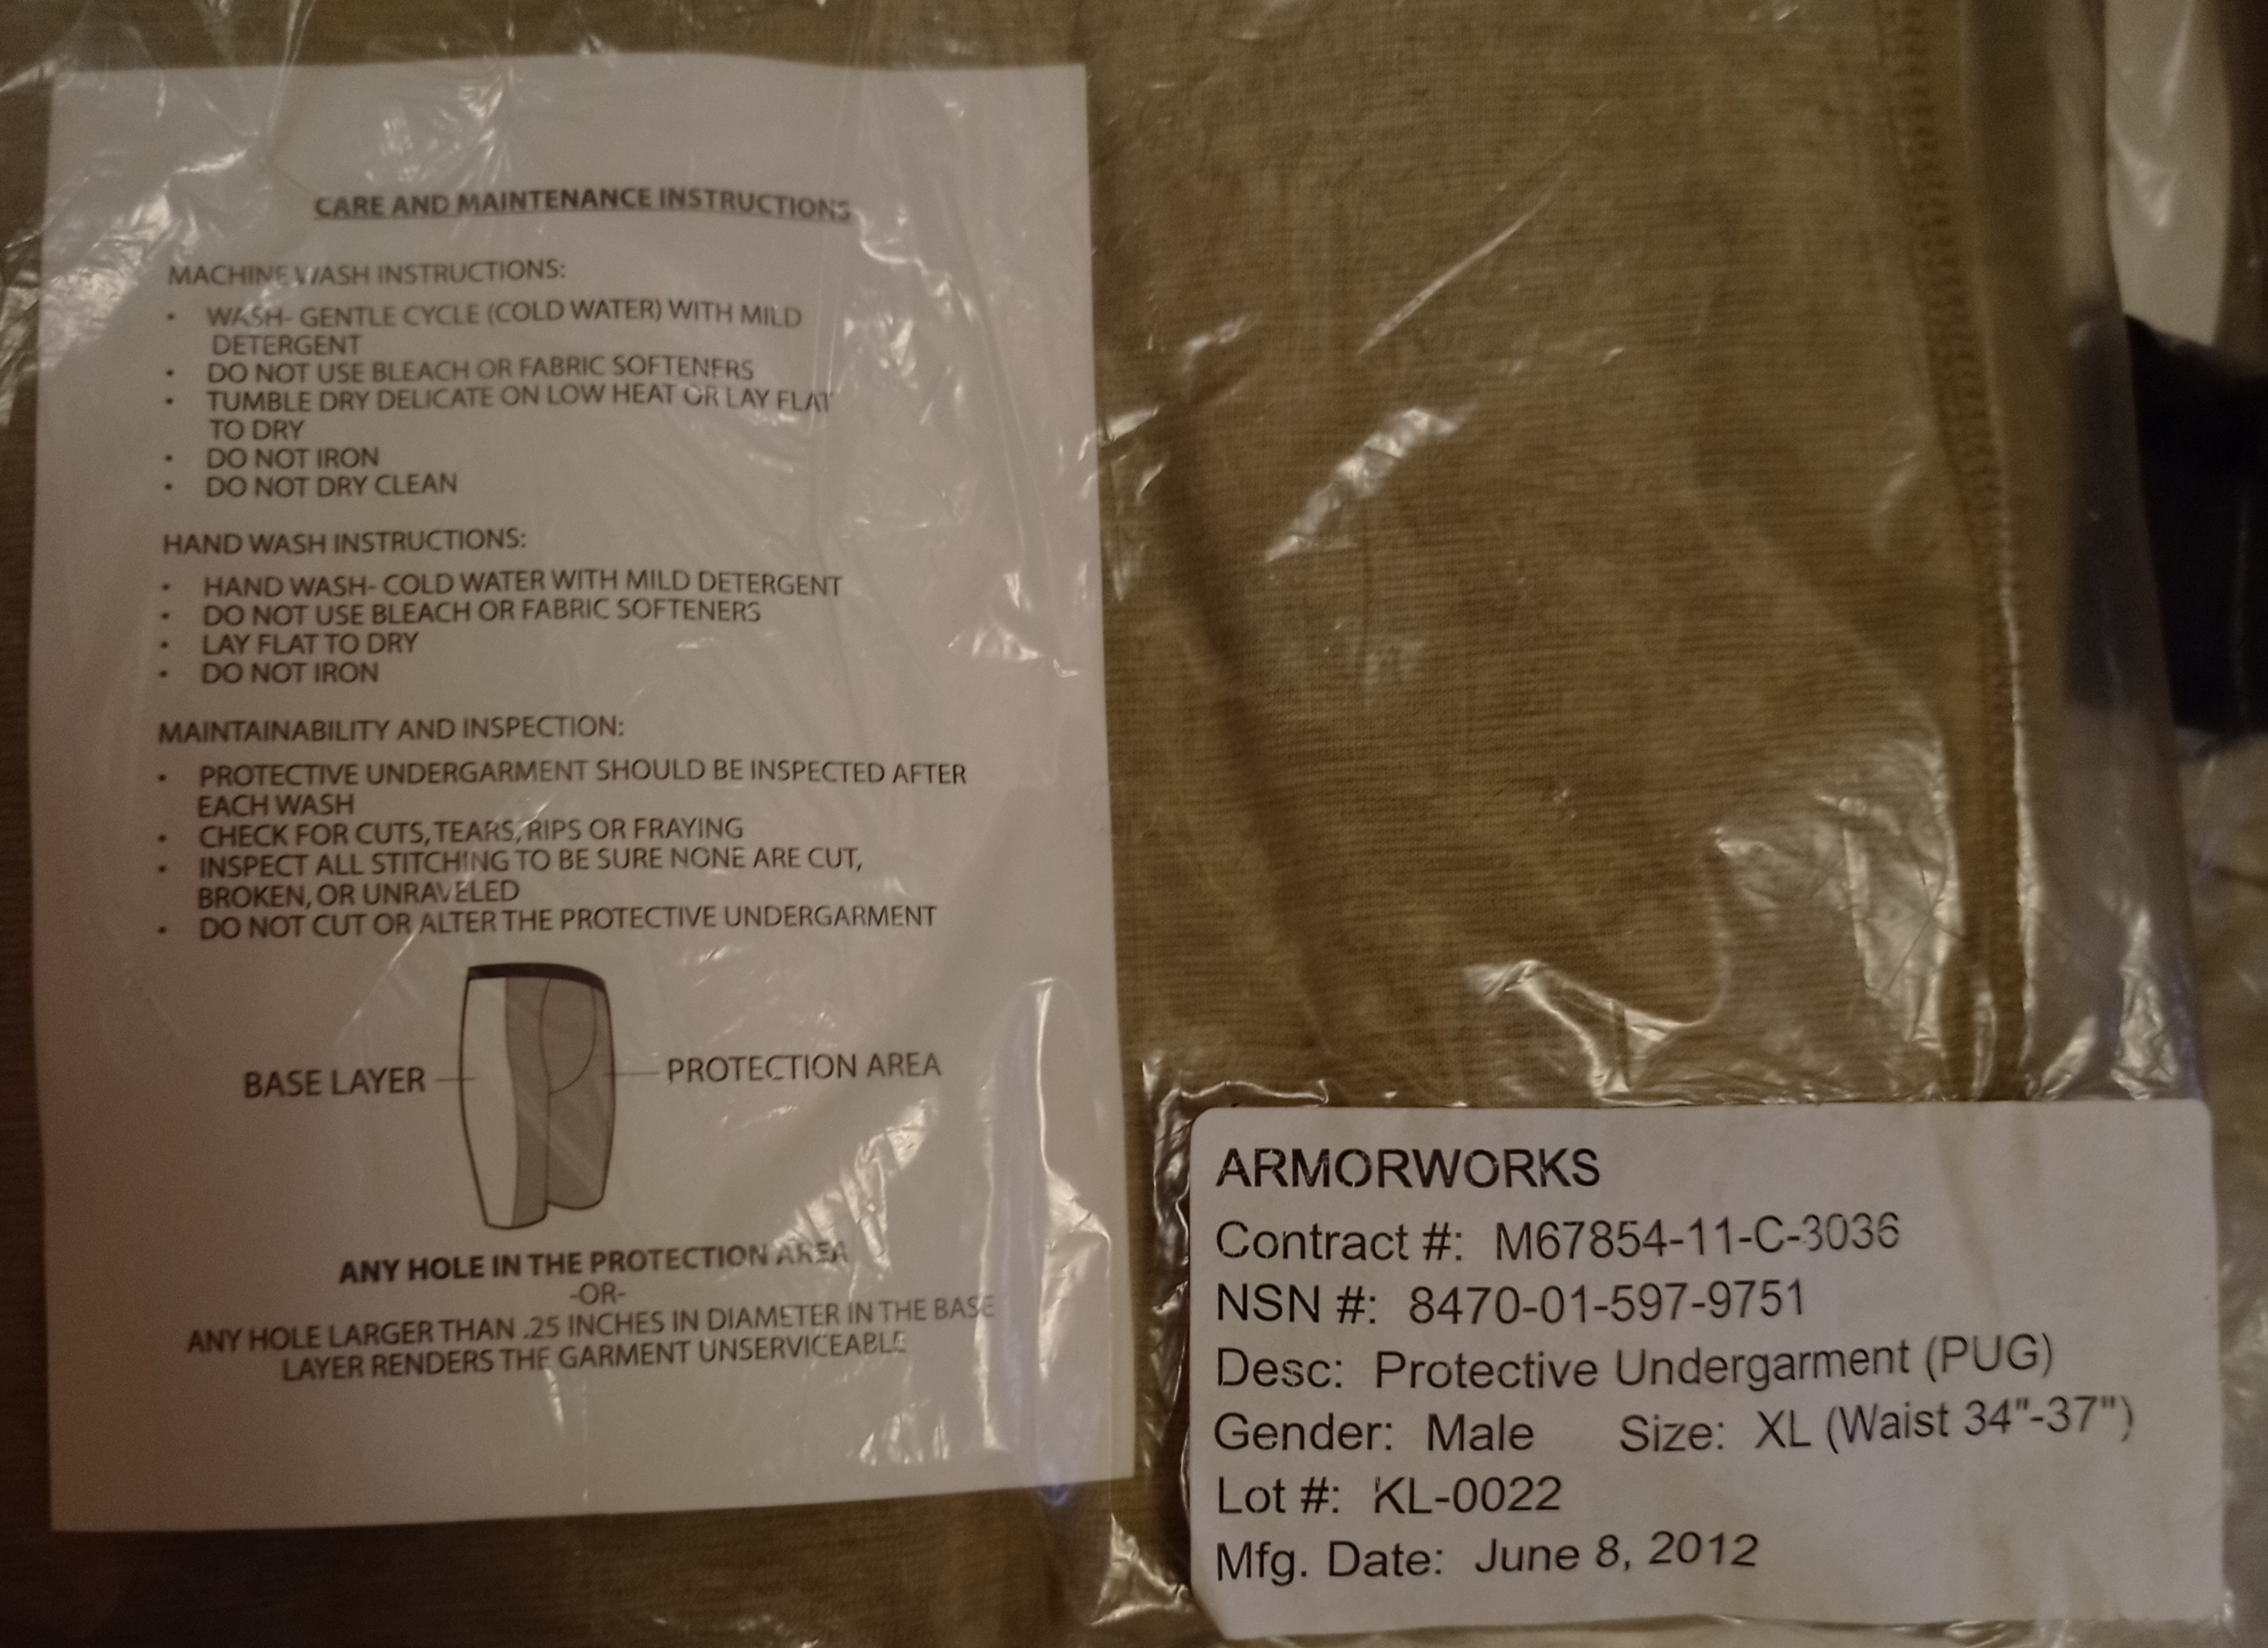 CARE AND MAINTENANCE INSTRUCTIONS
MACHINE WASH INSTRUCTIONS:
• WASH- GENTLE CYCLE (COLD WATER) WITH MILD
DETERGENT
• DO NOT USE BLEACH OR FABRIC SOFTENERS
• TUMBLE DRY DELICATE ON LOW HEAT OR LAY FLAT
TO DRY
• DO NOT IRON
• DO NOT DRY CLEAN
HAND WASH INSTRUCTIONS:
• HAND WASH- COLD WATER WITH MILD DETERGENT
• DO NOT USE BLEACH OR FABRIC SOFTENERS
• LAY FLAT TO DRY
• DO NOT IRON
MAINTAINABILITY AND INSPECTION:
• PROTECTIVE UNDERGARMENT SHOULD BE INSPECTED AFTER
EACH WASH
• CHECK FOR CUTS, TEARS, RIPS OR FRAYING
• INSPECT ALL STITCHING TO BE SURE NONE ARE CUT,
BROKEN, OR UNRAVELED
• DO NOT CUT OR ALTER THE PROTECTIVE UNDERGARMENT
BASE LAYER
PROTECTION AREA
ANY HOLE IN THE PROTECTION AREA
-OR-
ANY HOLE LARGER THAN .25 INCHES IN DIAMETER IN THE BASE
LAYER RENDERS THE GARMENT UNSERVICEABLE
ARMORWORKS
Contract #: M67854-11-C-3036
NSN #: 8470-01-597-9751
Desc: Protective Undergarment (PUG)
Gender: Male Size: XL (Waist 34"-37")
Lot #: KL-0022
Mfg. Date: June 8, 2012